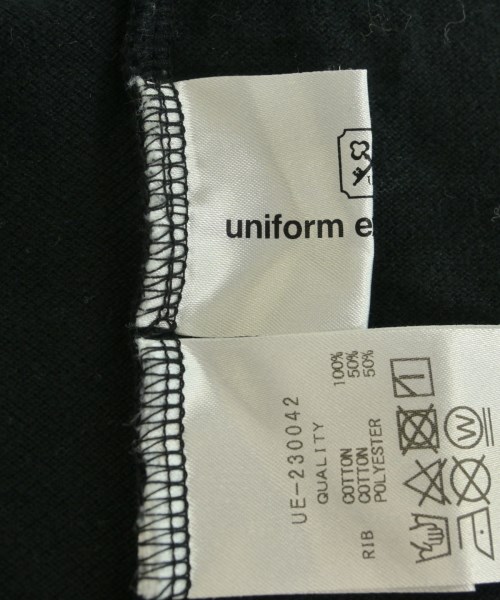 uniform e
UE-230042
QUALITY
COTTON 100%
COTTON 50%
RIB POLYESTER 50%
W